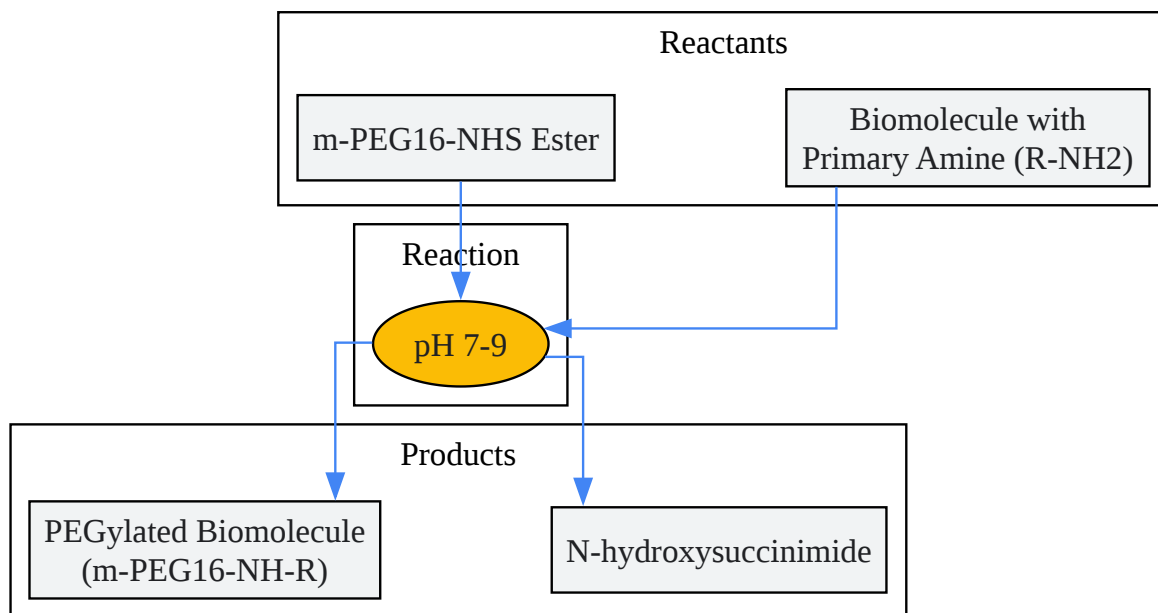 Reactants
m-PEG16-NHS Ester
Biomolecule with
Primary Amine (R-NH2)
Reaction
pH 7-9
Products
PEGylated Biomolecule
(m-PEG16-NH-R)
N-hydroxysuccinimide